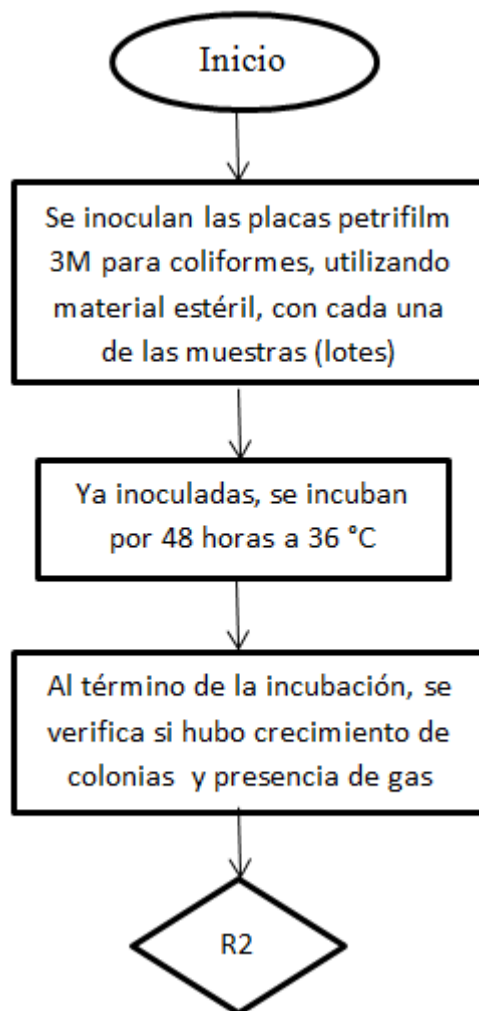 Inicio
Se inoculan las placas petrifilm
3M para coliformes, utilizando
material estéril, con cada una
de las muestras (lotes)
Ya inoculadas, se incuban
por 48 horas a 36 °C
Al término de la incubación, se
verifica si hubo crecimiento de
colonias y presencia de gas
R2